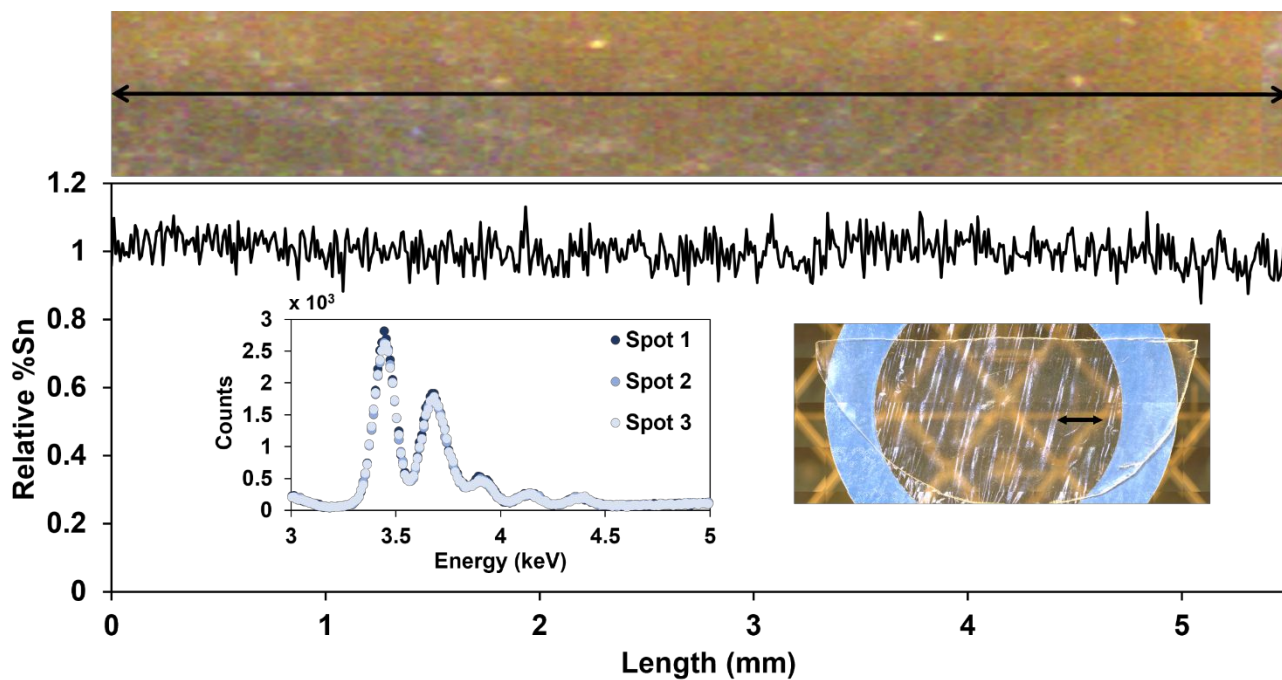 1.2
1
0.8
0.6
0.4
0.2
0
Relative %Sn
0 1 2 3 4 5
Length (mm)
x 10³
3
2.5
2
1.5
1
0.5
0
Counts
3 3.5 4 4.5 5
Energy (keV)
Spot 1
Spot 2
Spot 3